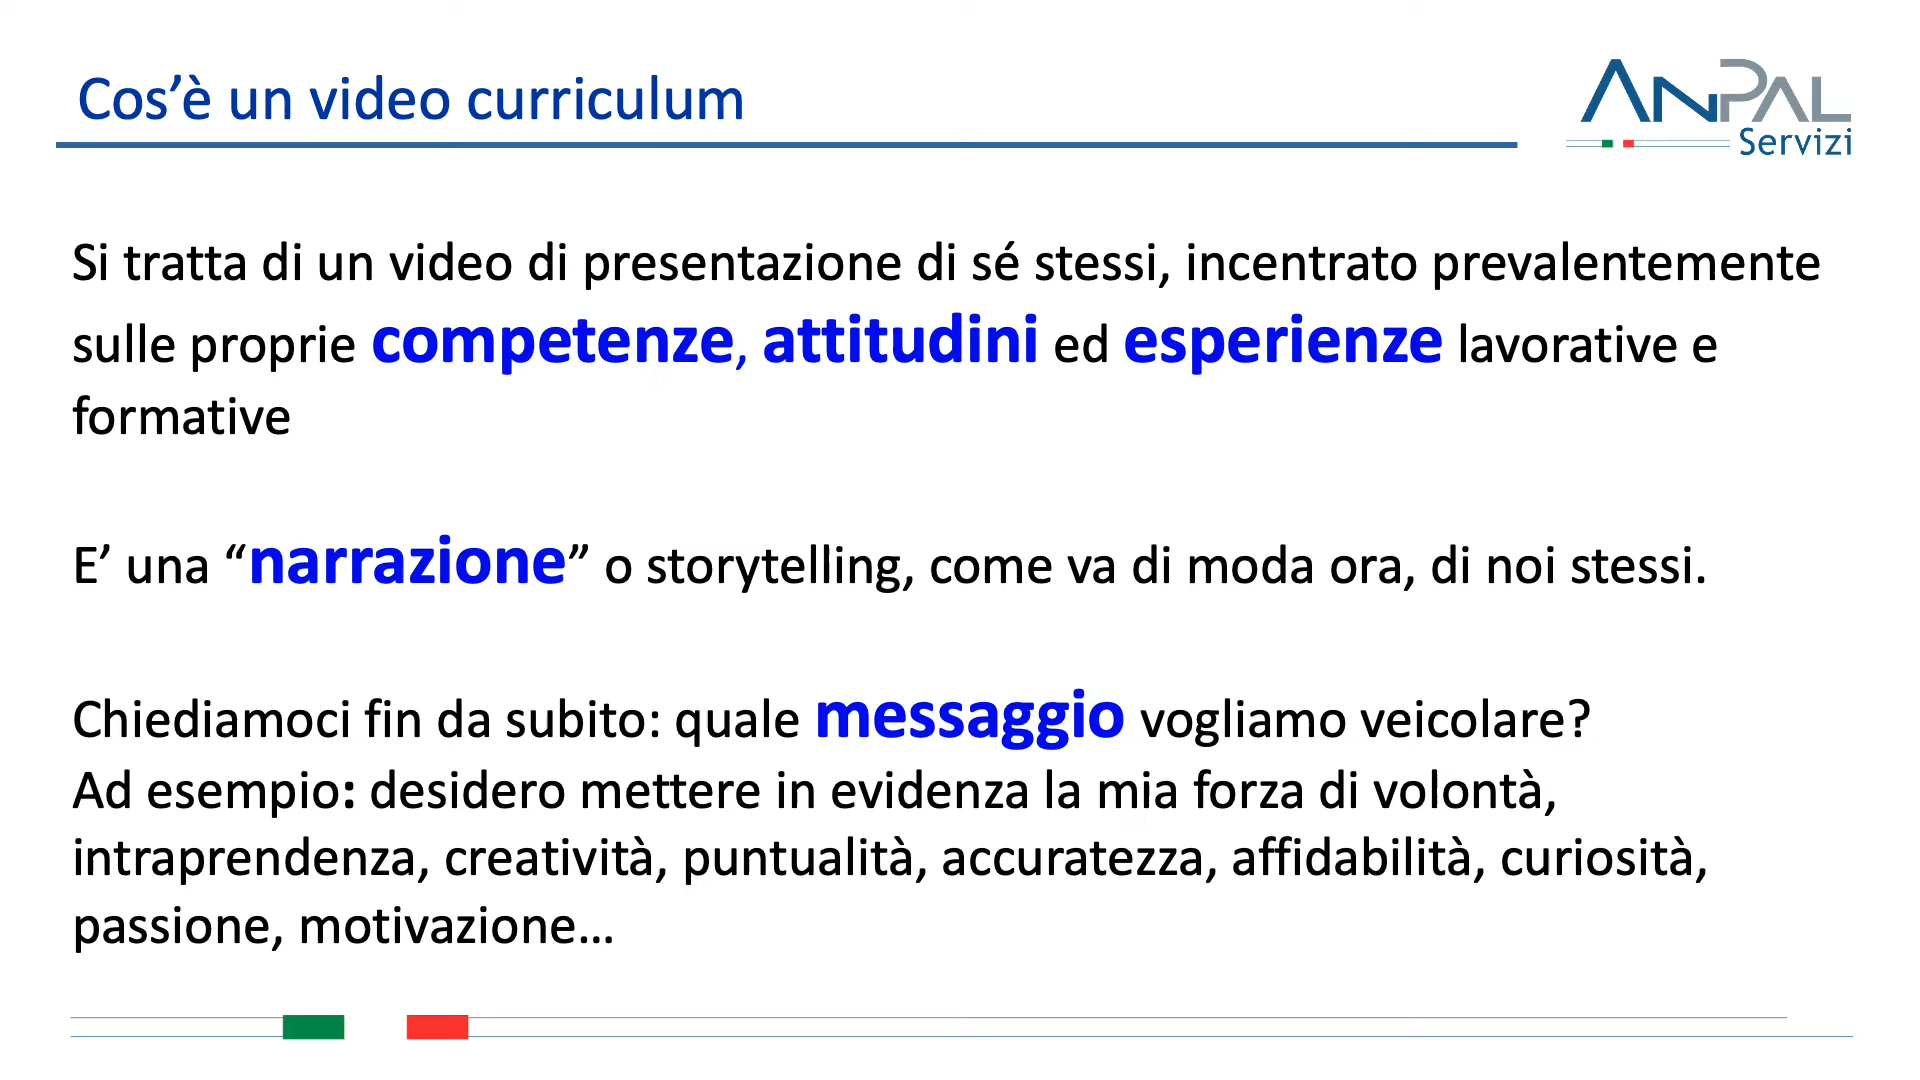 Cos’è un video curriculum
ANPAL
Servizi
Si tratta di un video di presentazione di sé stessi, incentrato prevalentemente
sulle proprie competenze, attitudini ed esperienze lavorative e
formative
E’ una “narrazione” o storytelling, come va di moda ora, di noi stessi.
Chiediamoci fin da subito: quale messaggio vogliamo veicolare?
Ad esempio: desidero mettere in evidenza la mia forza di volontà,
intraprendenza, creatività, puntualità, accuratezza, affidabilità, curiosità,
passione, motivazione…